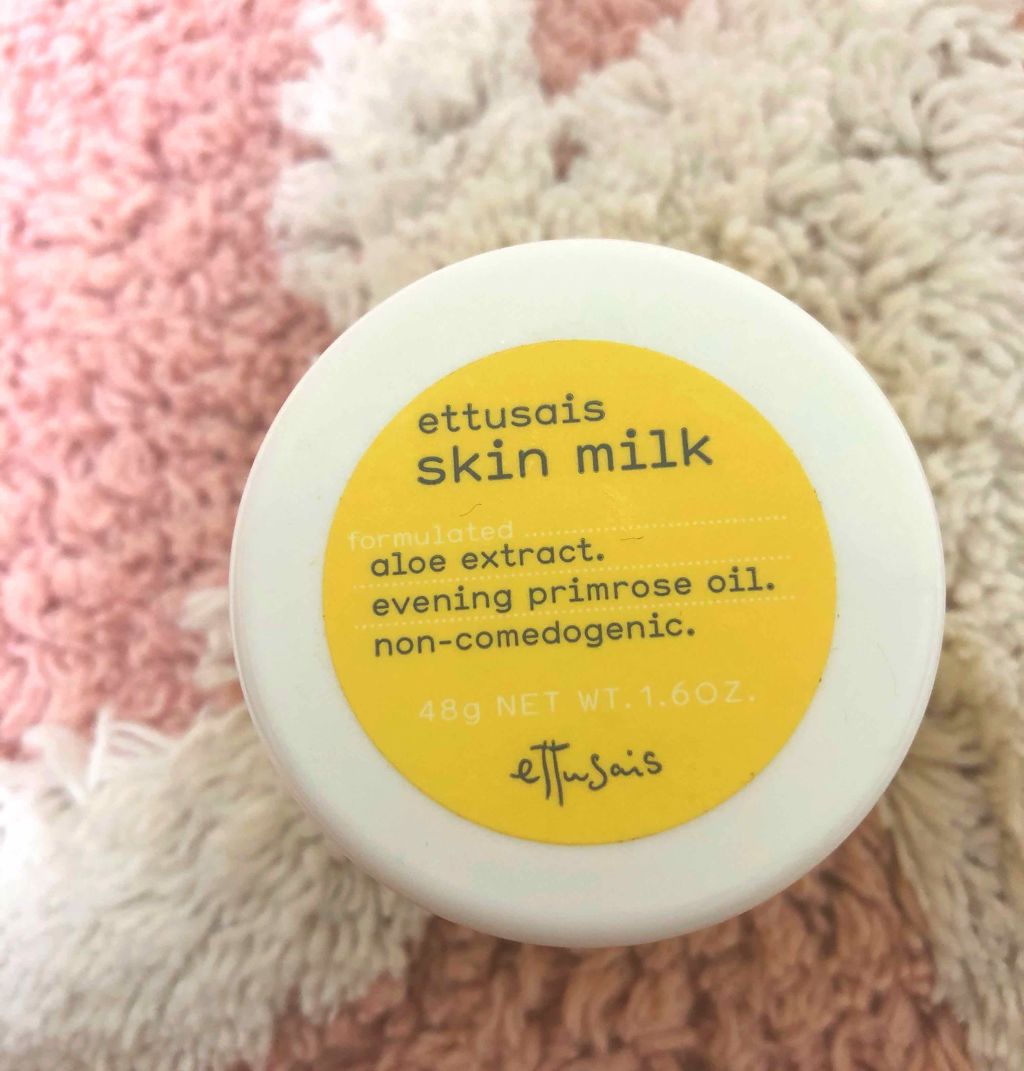 ettusais
skin milk
formulated
aloe extract.
evening primrose oil.
non-comedogenic.
48g NET WT.1.6OZ.
ettusais